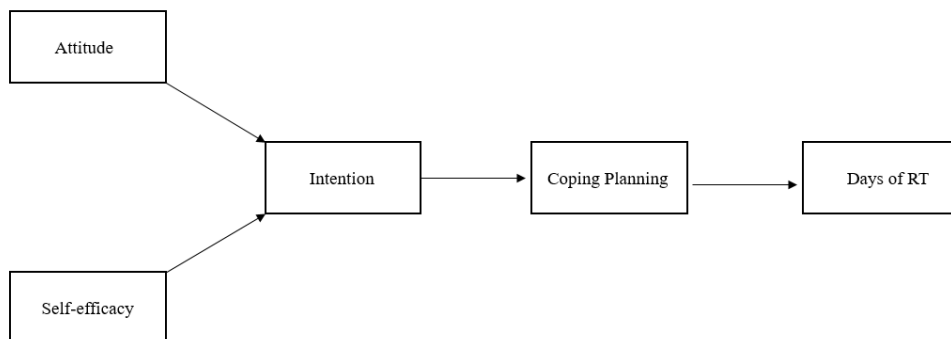 Attitude
Intention
Coping Planning
Days of RT
Self-efficacy